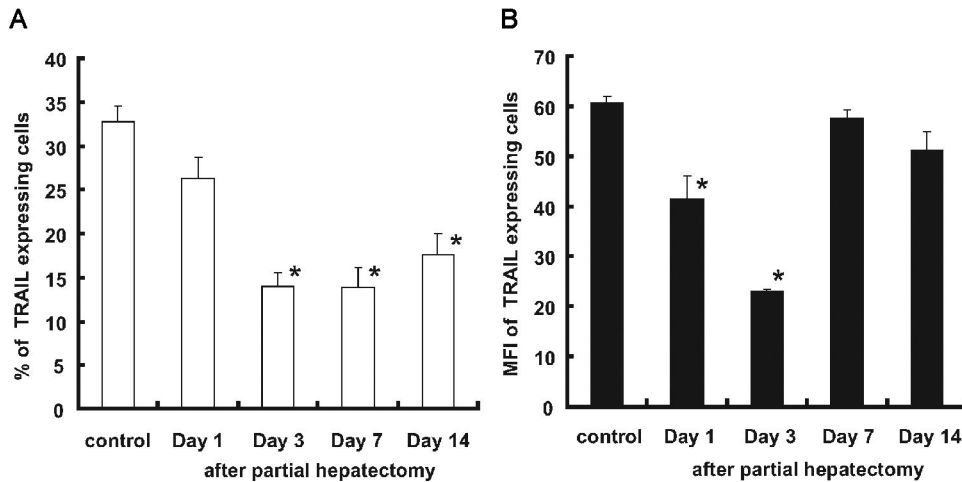 A
% of TRAIL expressing cells
40
35
30
25
20
15
10
5
0
*
*
*
control Day 1 Day 3 Day 7 Day 14
after partial hepatectomy
B
MFI of TRAIL expressing cells
70
60
50
40
30
20
10
0
*
*
control Day 1 Day 3 Day 7 Day 14
after partial hepatectomy